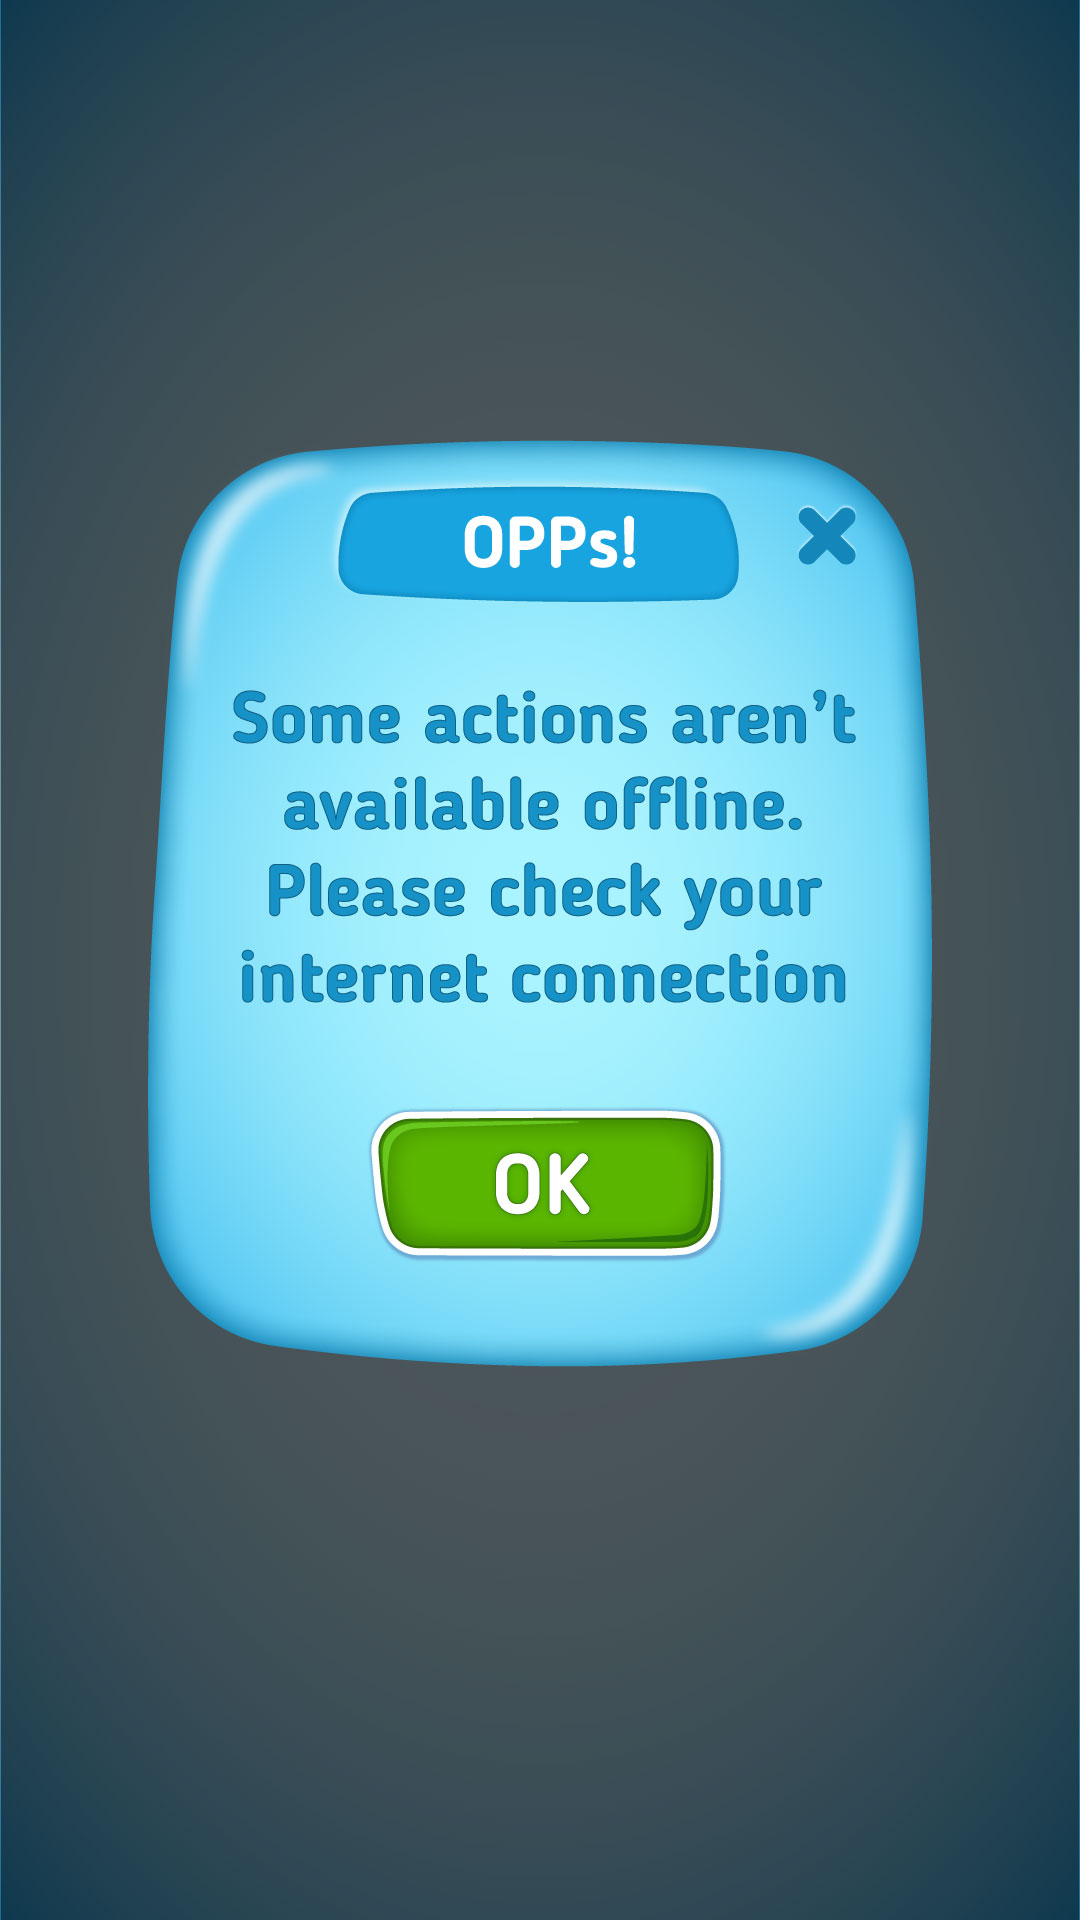 OPPs!
Some actions aren’t
available offline.
Please check your
internet connection
OK